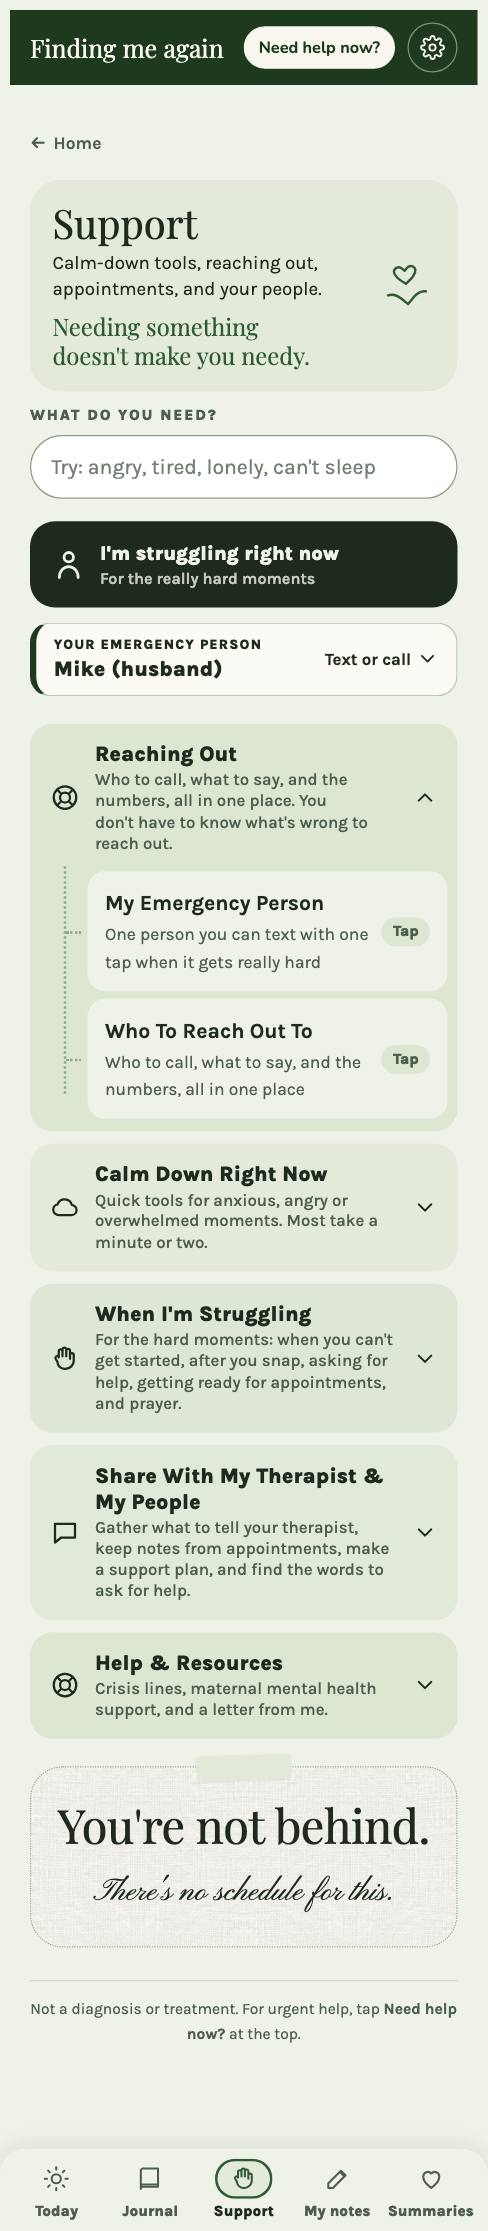 Finding me again
Need help now?
← Home
Support
Calm-down tools, reaching out,
appointments, and your people.
Needing something
doesn't make you needy.
WHAT DO YOU NEED?
Try: angry, tired, lonely, can't sleep
I'm struggling right now
For the really hard moments
YOUR EMERGENCY PERSON
Mike (husband)
Text or call
Reaching Out
Who to call, what to say, and the
numbers, all in one place. You
don't have to know what's wrong to
reach out.
My Emergency Person
One person you can text with one
tap when it gets really hard
Tap
Who To Reach Out To
Who to call, what to say, and the
numbers, all in one place
Tap
Calm Down Right Now
Quick tools for anxious, angry or
overwhelmed moments. Most take a
minute or two.
When I'm Struggling
For the hard moments: when you can't
get started, after you snap, asking for
help, getting ready for appointments,
and prayer.
Share With My Therapist &
My People
Gather what to tell your therapist,
keep notes from appointments, make
a support plan, and find the words to
ask for help.
Help & Resources
Crisis lines, maternal mental health
support, and a letter from me.
You're not behind.
There's no schedule for this.
Not a diagnosis or treatment. For urgent help, tap Need help
now? at the top.
Today
Journal
Support
My notes
Summaries